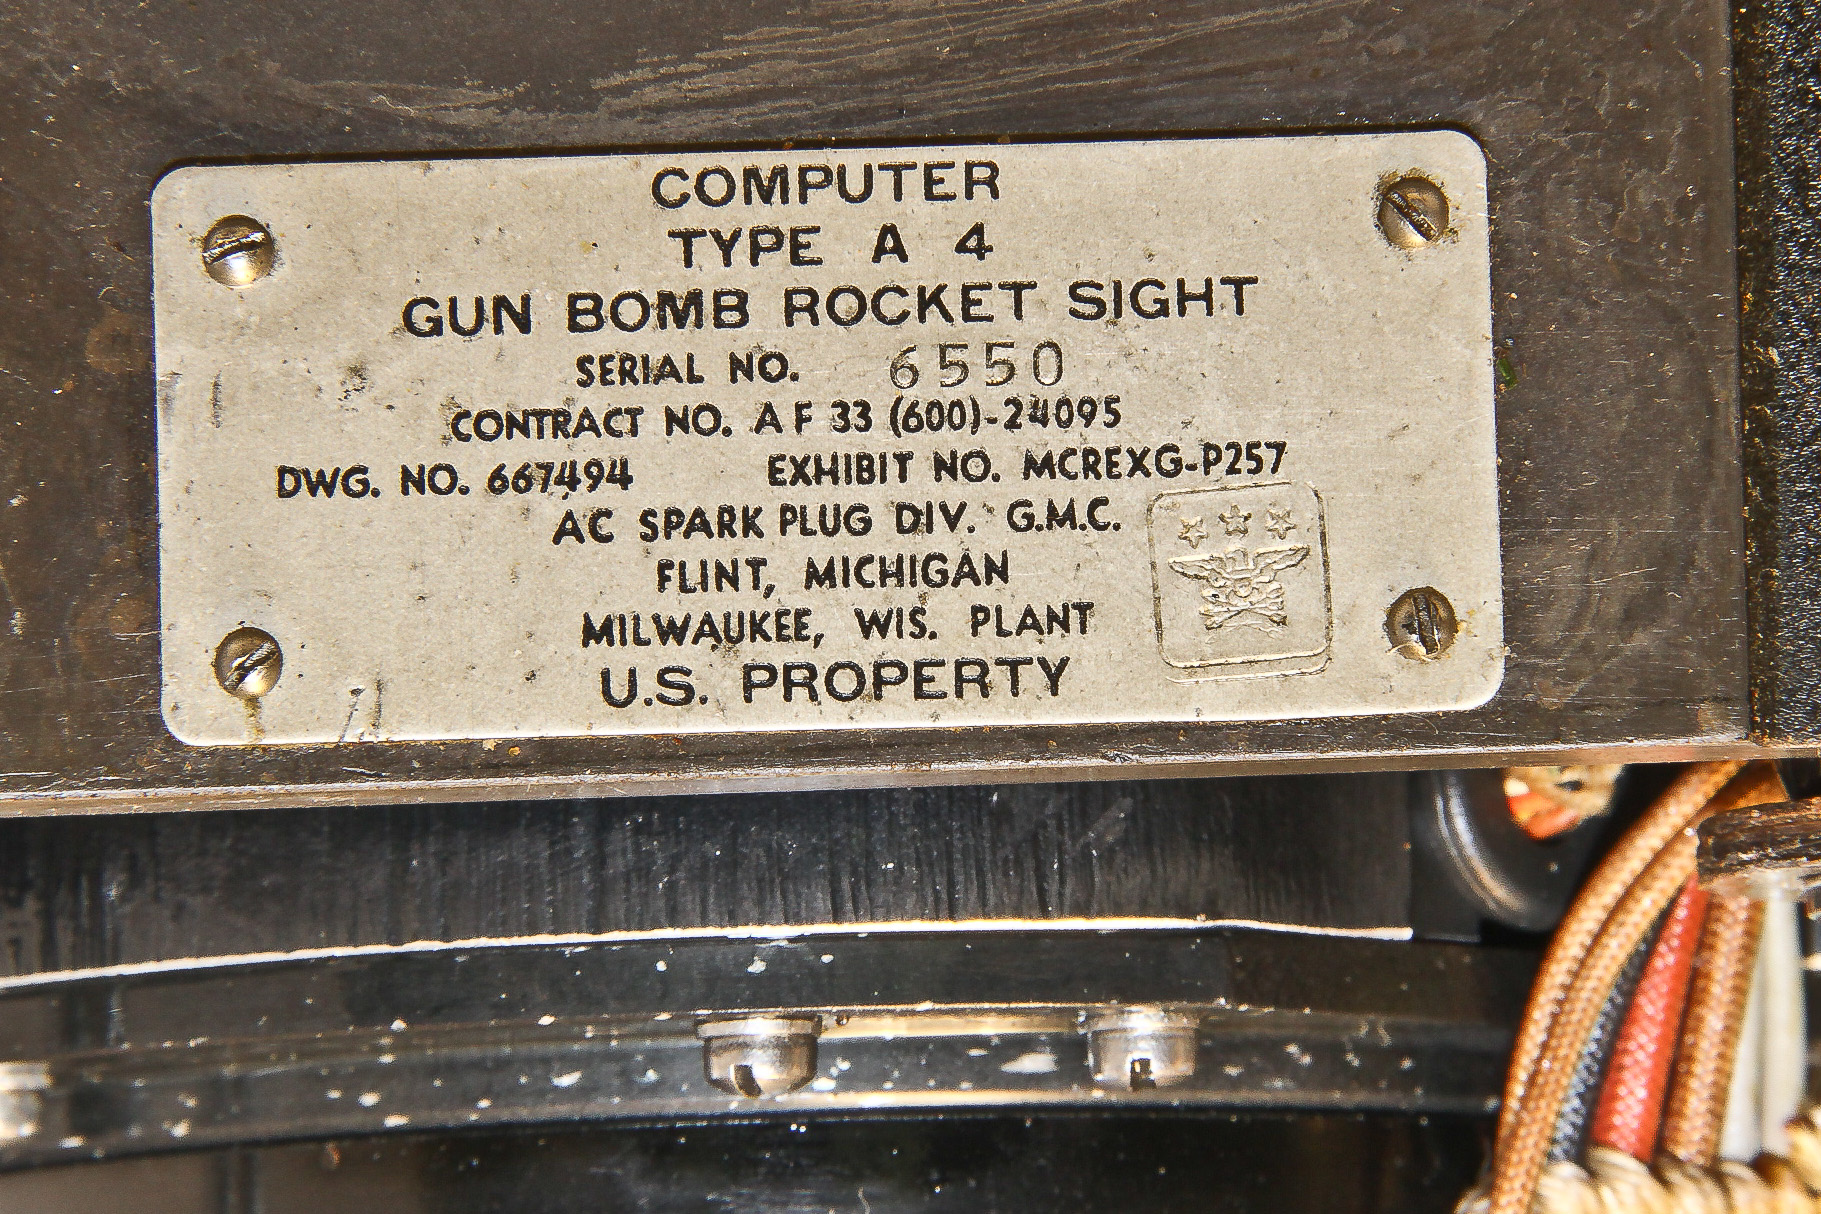 COMPUTER
TYPE A 4
GUN BOMB ROCKET SIGHT
SERIAL NO. 6550
CONTRACT NO. AF 33 (600)-24095
DWG. NO. 667494 EXHIBIT NO. MCREXG-P257
AC SPARK PLUG DIV. G.M.C.
FLINT, MICHIGAN
MILWAUKEE, WIS. PLANT
U.S. PROPERTY